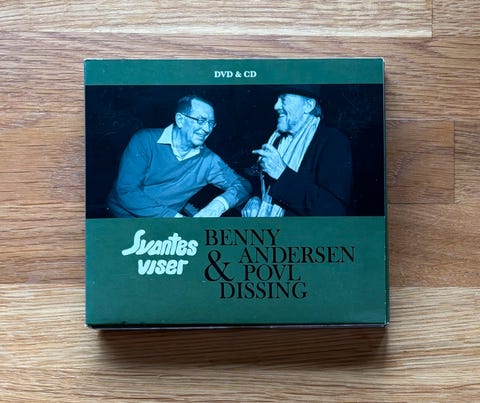 DVD & CD
Svantes
viser
BENNY
ANDERSEN
& POVL
DISSING